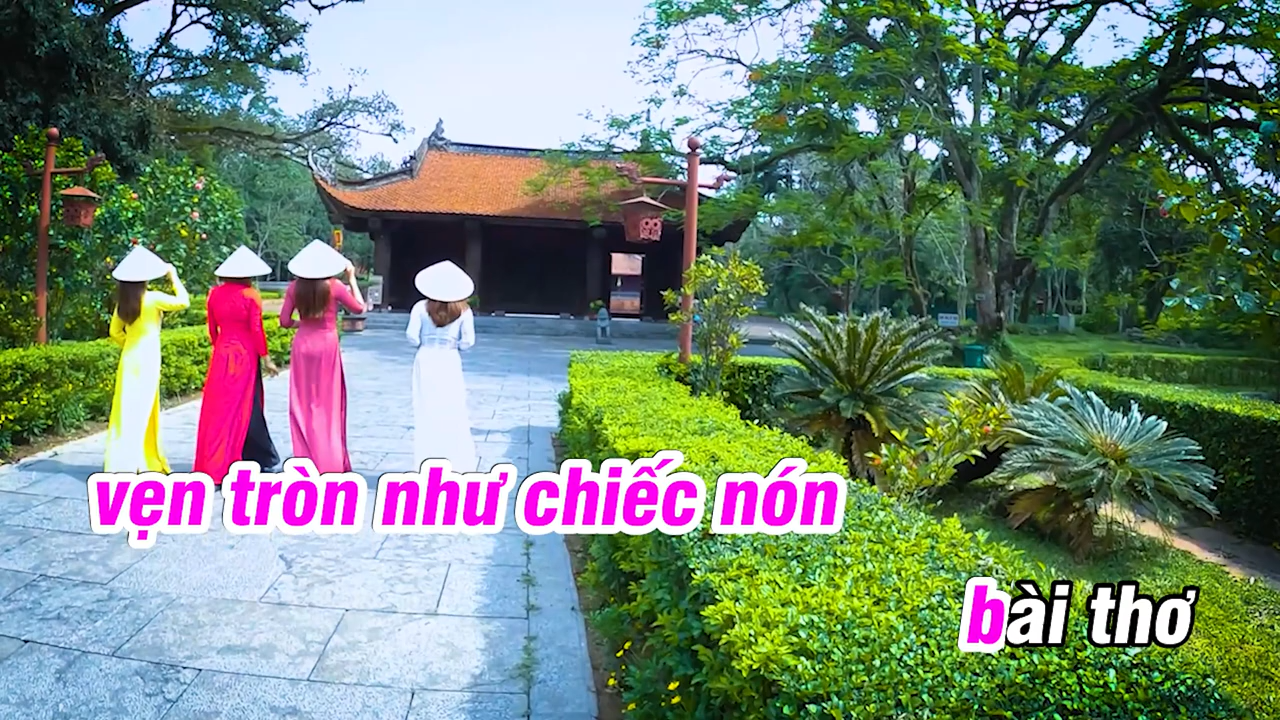 vẹn tròn như chiếc nón
bài thơ